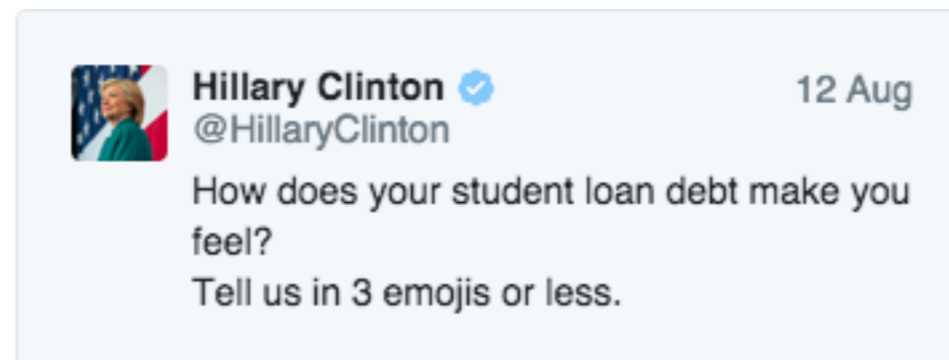 Hillary Clinton
12 Aug
@HillaryClinton
How does your student loan debt make you
feel?
Tell us in 3 emojis or less.